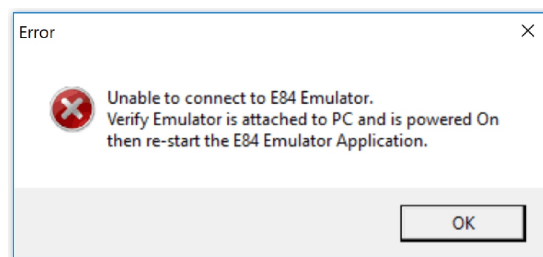 Error
Unable to connect to E84 Emulator.
Verify Emulator is attached to PC and is powered On
then re-start the E84 Emulator Application.
OK